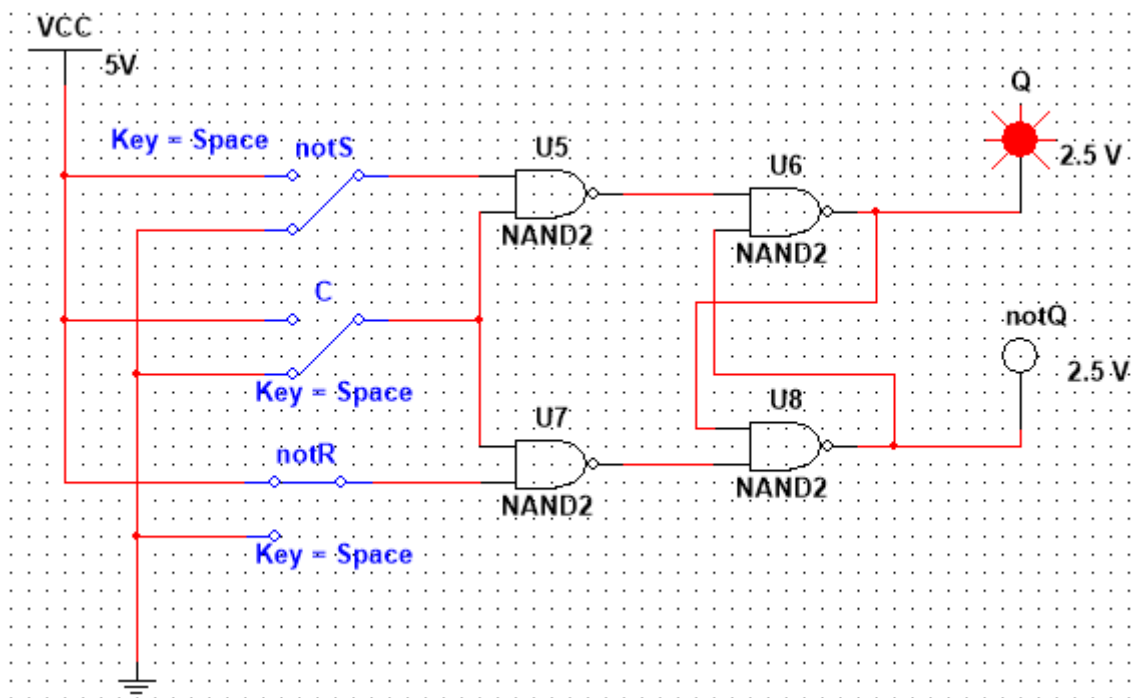 VCC
5V
Key = Space
notS
U5
NAND2
U6
NAND2
Q
2.5 V
C
Key = Space
notQ
2.5 V
U7
NAND2
U8
NAND2
notR
Key = Space